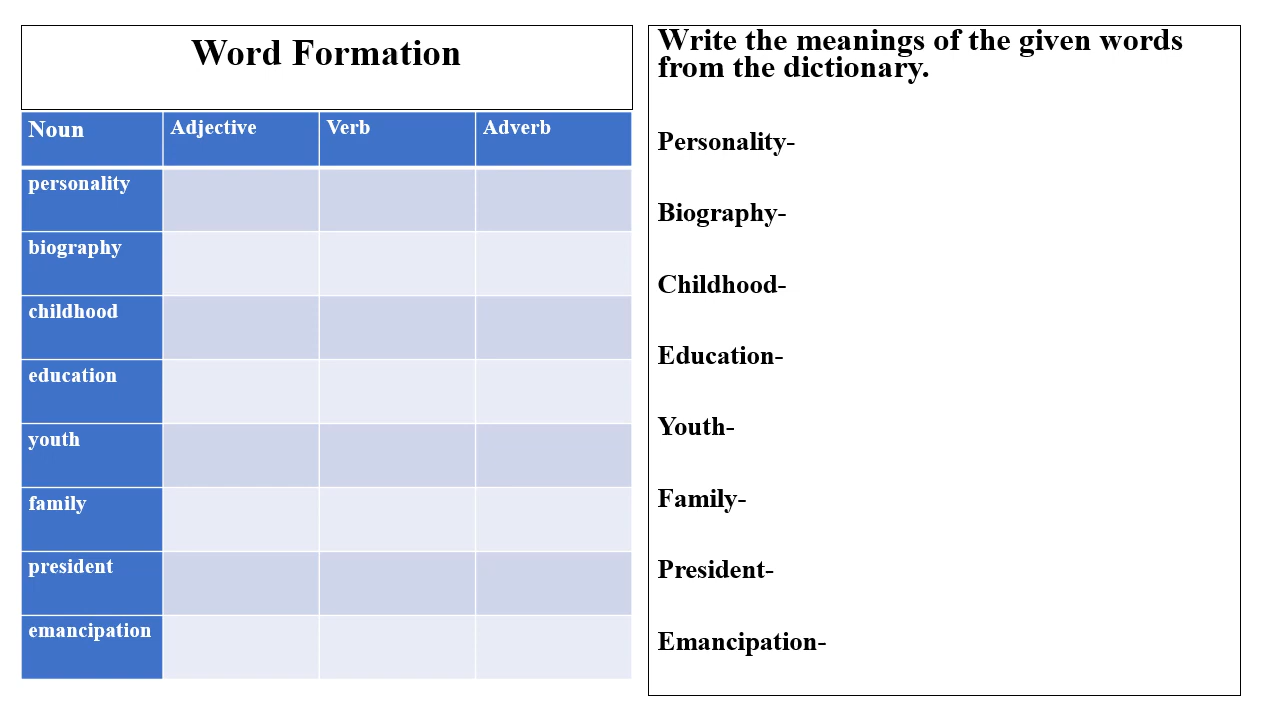 Word Formation
Noun Adjective Verb Adverb
personality
biography
childhood
education
youth
family
president
emancipation
Write the meanings of the given words
from the dictionary.
Personality-
Biography-
Childhood-
Education-
Youth-
Family-
President-
Emancipation-